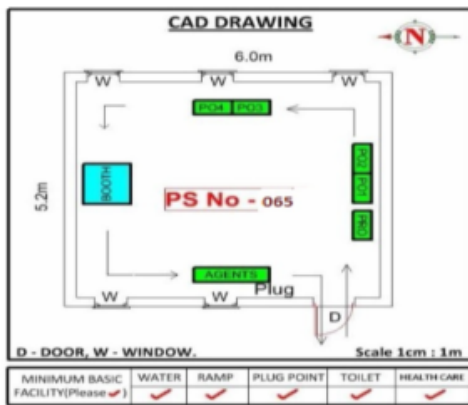 CAD DRAWING
N
6.0m
W W W
PO4 PO3
5.2m
BOOTH
PO2
PO1
PRO
PS No - 065
AGENTS
Plug
W W
D
D - DOOR, W - WINDOW. Scale 1cm : 1m
MINIMUM BASIC FACILITY(Please ✓) WATER RAMP PLUG POINT TOILET HEALTH CARE
✓ ✓ ✓ ✓ ✓